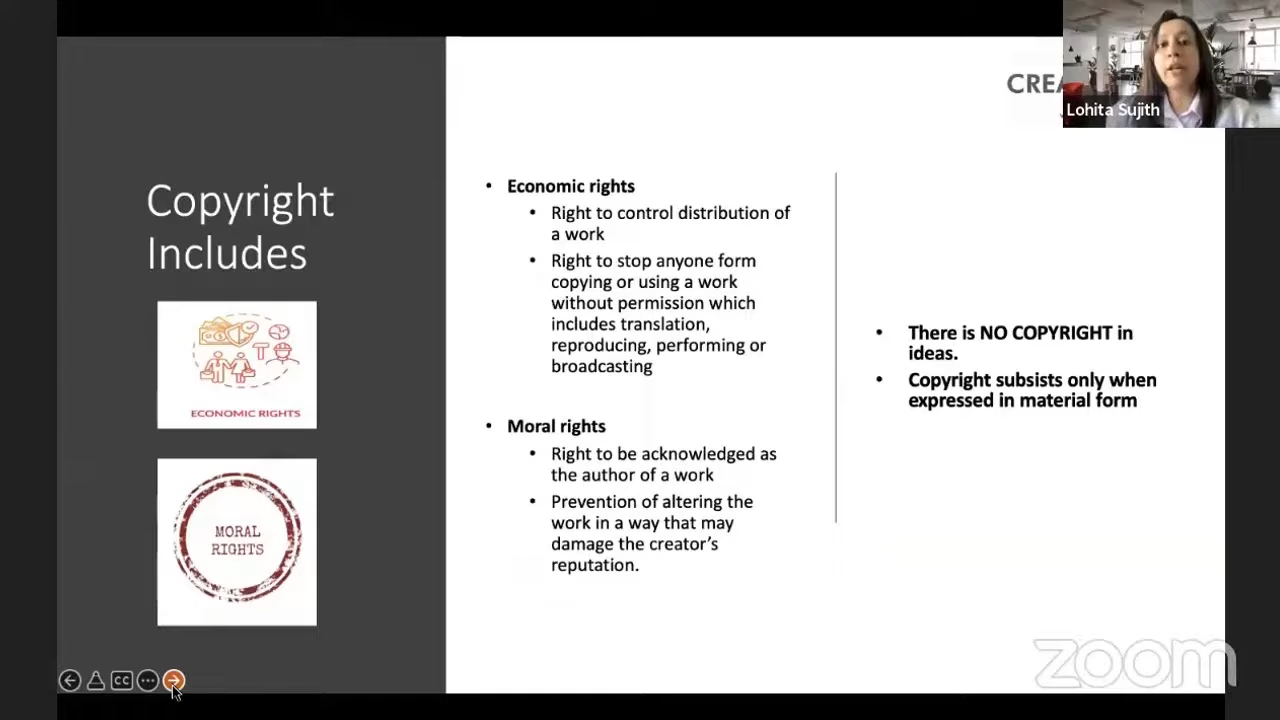 CREA
Lohita Sujith
Copyright
Includes
ECONOMIC RIGHTS
MORAL
RIGHTS
• Economic rights
• Right to control distribution of
a work
• Right to stop anyone form
copying or using a work
without permission which
includes translation,
reproducing, performing or
broadcasting
• Moral rights
• Right to be acknowledged as
the author of a work
• Prevention of altering the
work in a way that may
damage the creator’s
reputation.
• There is NO COPYRIGHT in
ideas.
• Copyright subsists only when
expressed in material form
CC
zoom